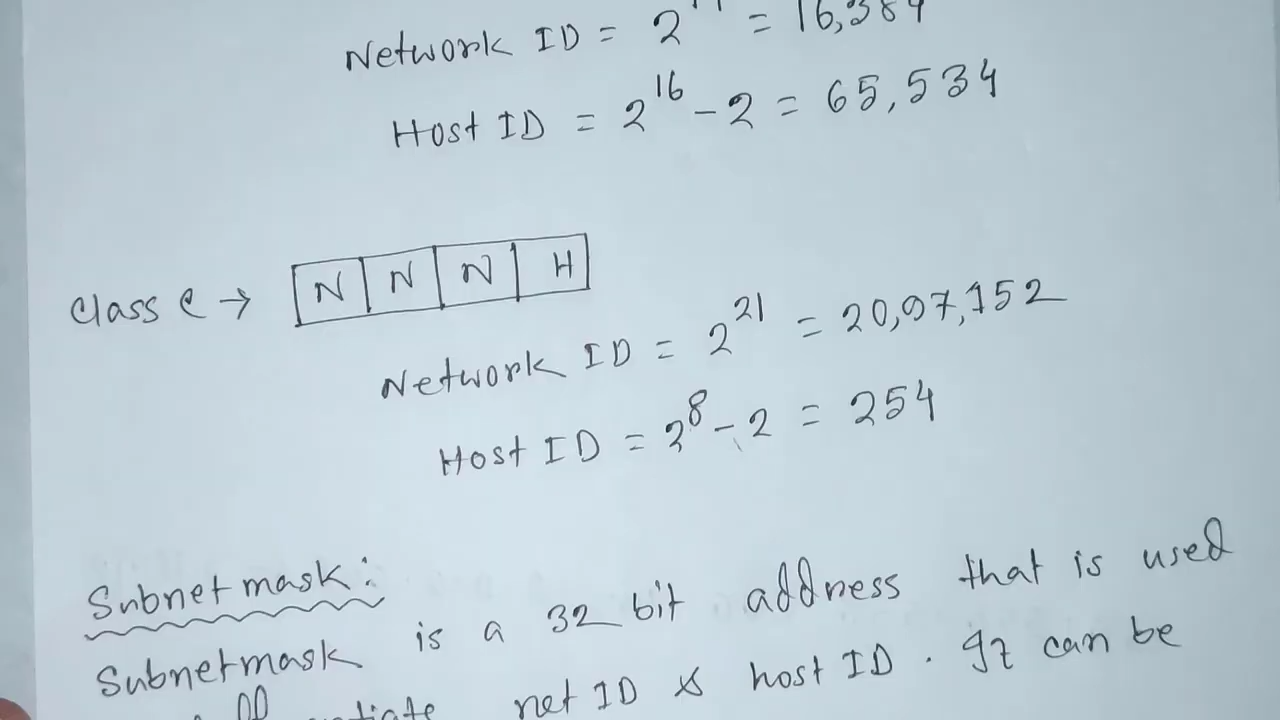 Network ID = 2^14 = 16,384
Host ID = 2^16 - 2 = 65,534
Class C → N N N H
Network ID = 2^21 = 20,97,152
Host ID = 2^8 - 2 = 254
Subnet mask:
Subnetmask is a 32 bit address that is used
net ID & host ID. It can be